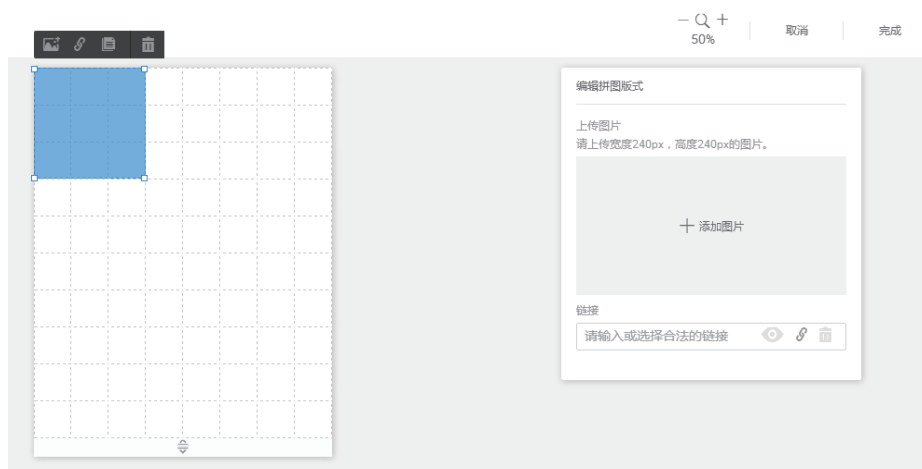 50%
取消
完成
编辑拼图版式
上传图片
请上传宽度240px，高度240px的图片。
添加图片
链接
请输入或选择合法的链接